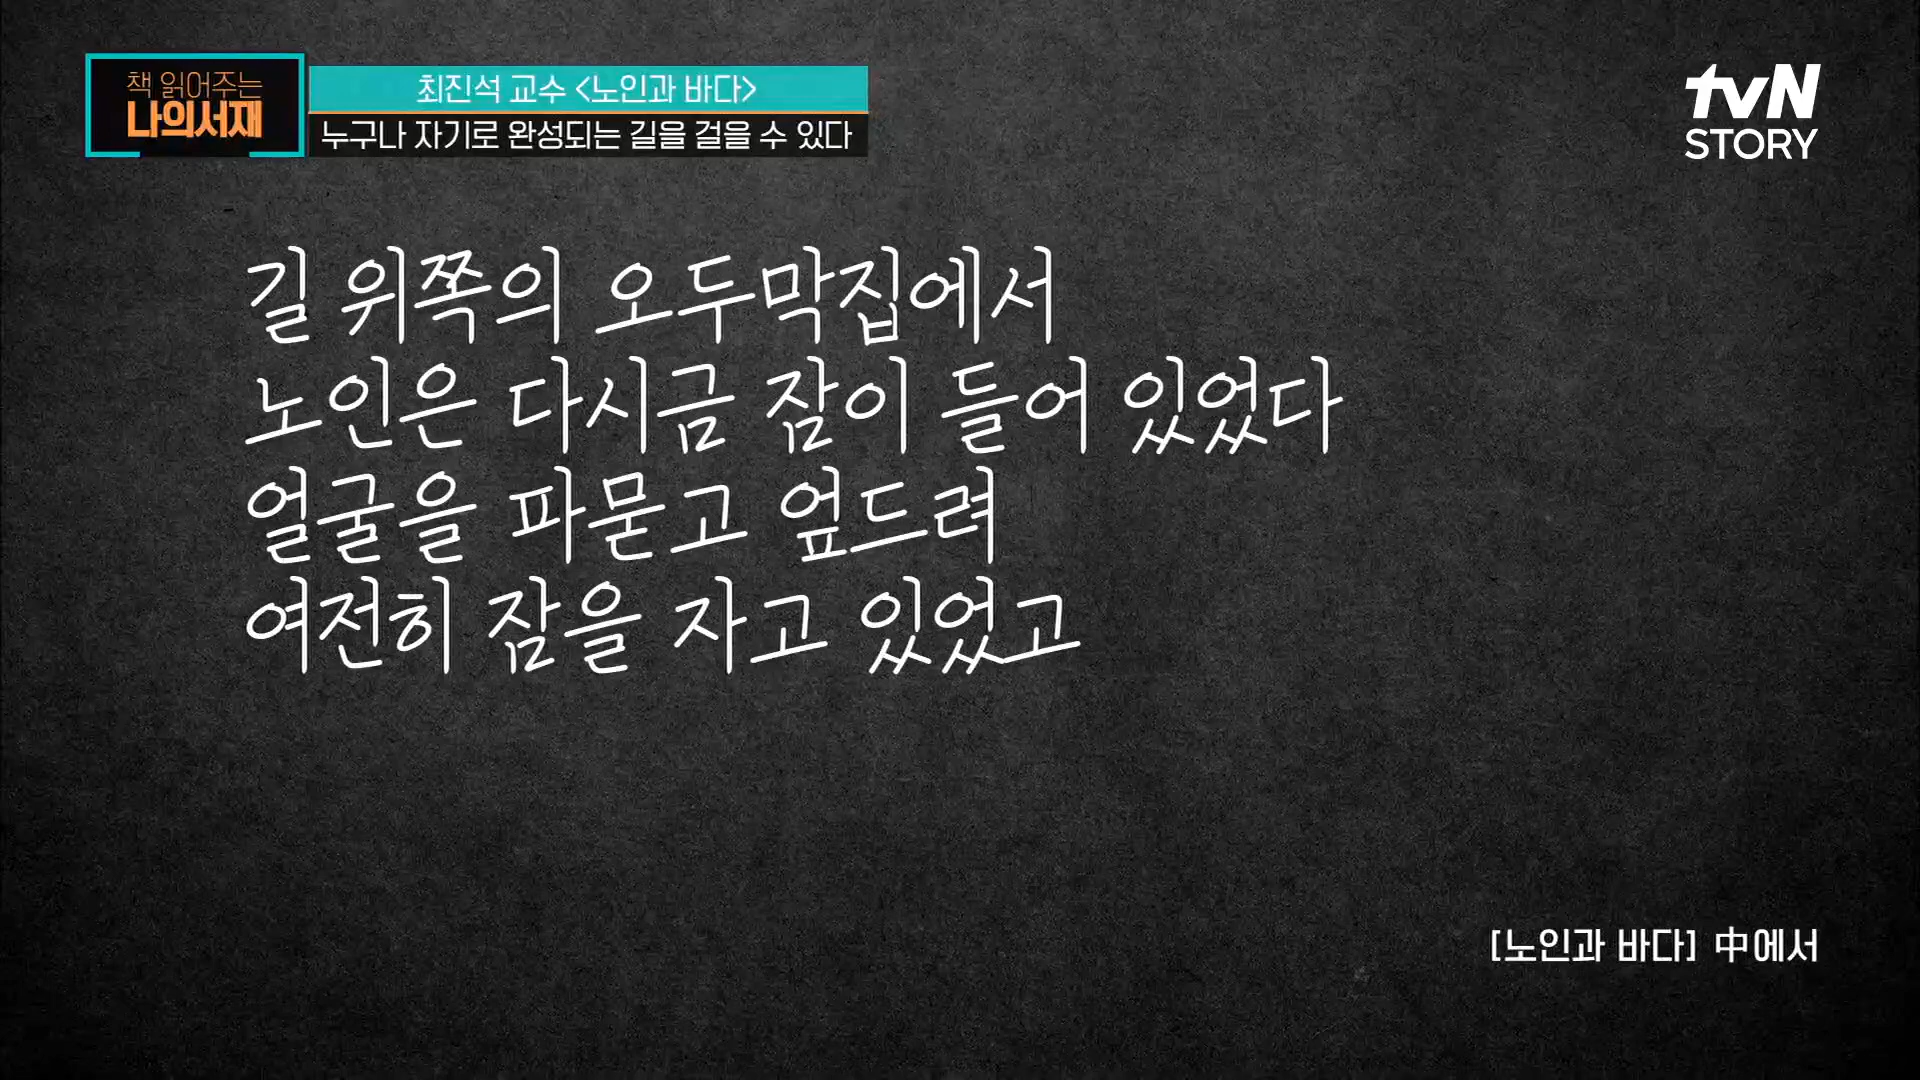 책 읽어주는
나의서재
최진석 교수 <노인과 바다>
누구나 자기로 완성되는 길을 걸을 수 있다
tvN
STORY
길 위쪽의 오두막집에서
노인은 다시금 잠이 들어 있었다
얼굴을 파묻고 엎드려
여전히 잠을 자고 있었고
[노인과 바다] 中에서